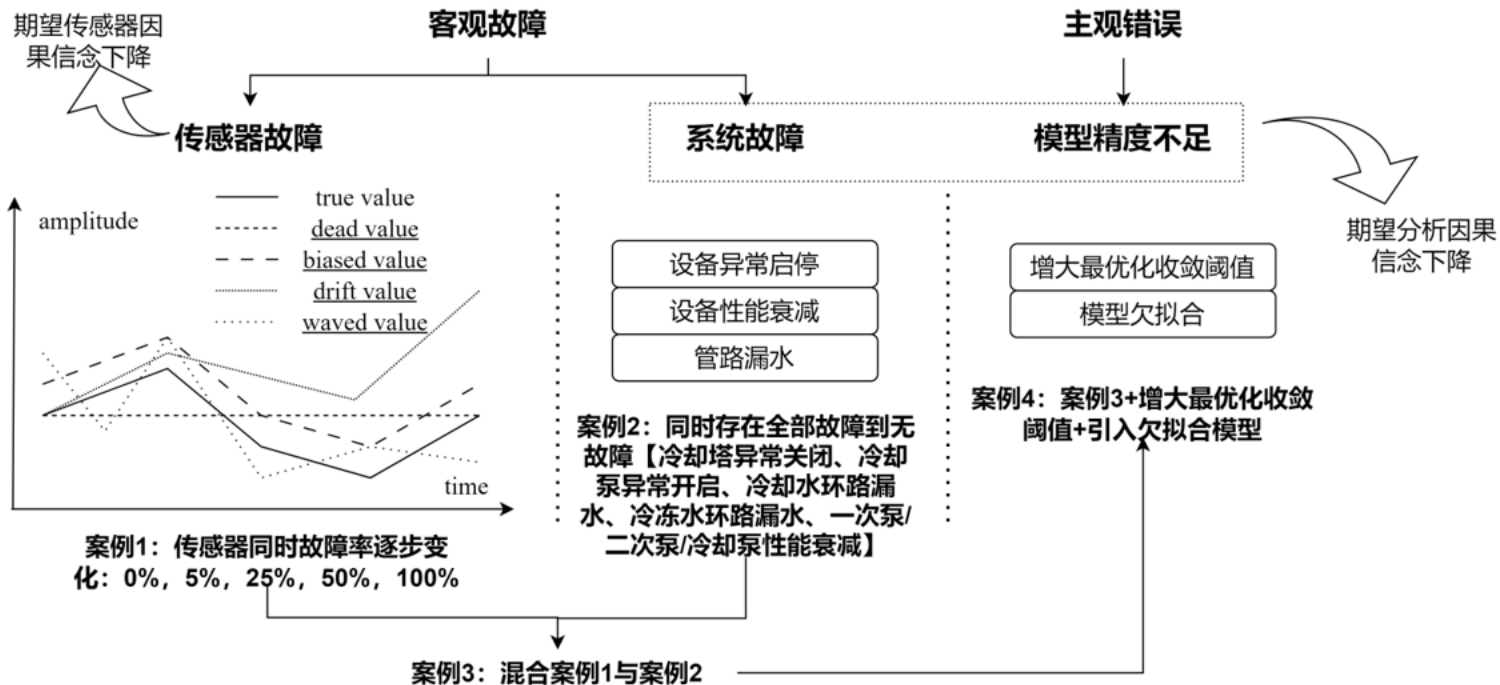 期望传感器因
果信念下降
客观故障
主观错误
传感器故障
系统故障
模型精度不足
期望分析因果
信念下降
amplitude
true value
dead value
biased value
drift value
waved value
time
案例1：传感器同时故障率逐步变
化：0%，5%，25%，50%，100%
设备异常启停
设备性能衰减
管路漏水
案例2：同时存在全部故障到无
故障【冷却塔异常关闭、冷却
泵异常开启、冷却水环路漏
水、冷冻水环路漏水、一次泵/
二次泵/冷却泵性能衰减】
增大最优化收敛阈值
模型欠拟合
案例4：案例3+增大最优化收敛
阈值+引入欠拟合模型
案例3：混合案例1与案例2